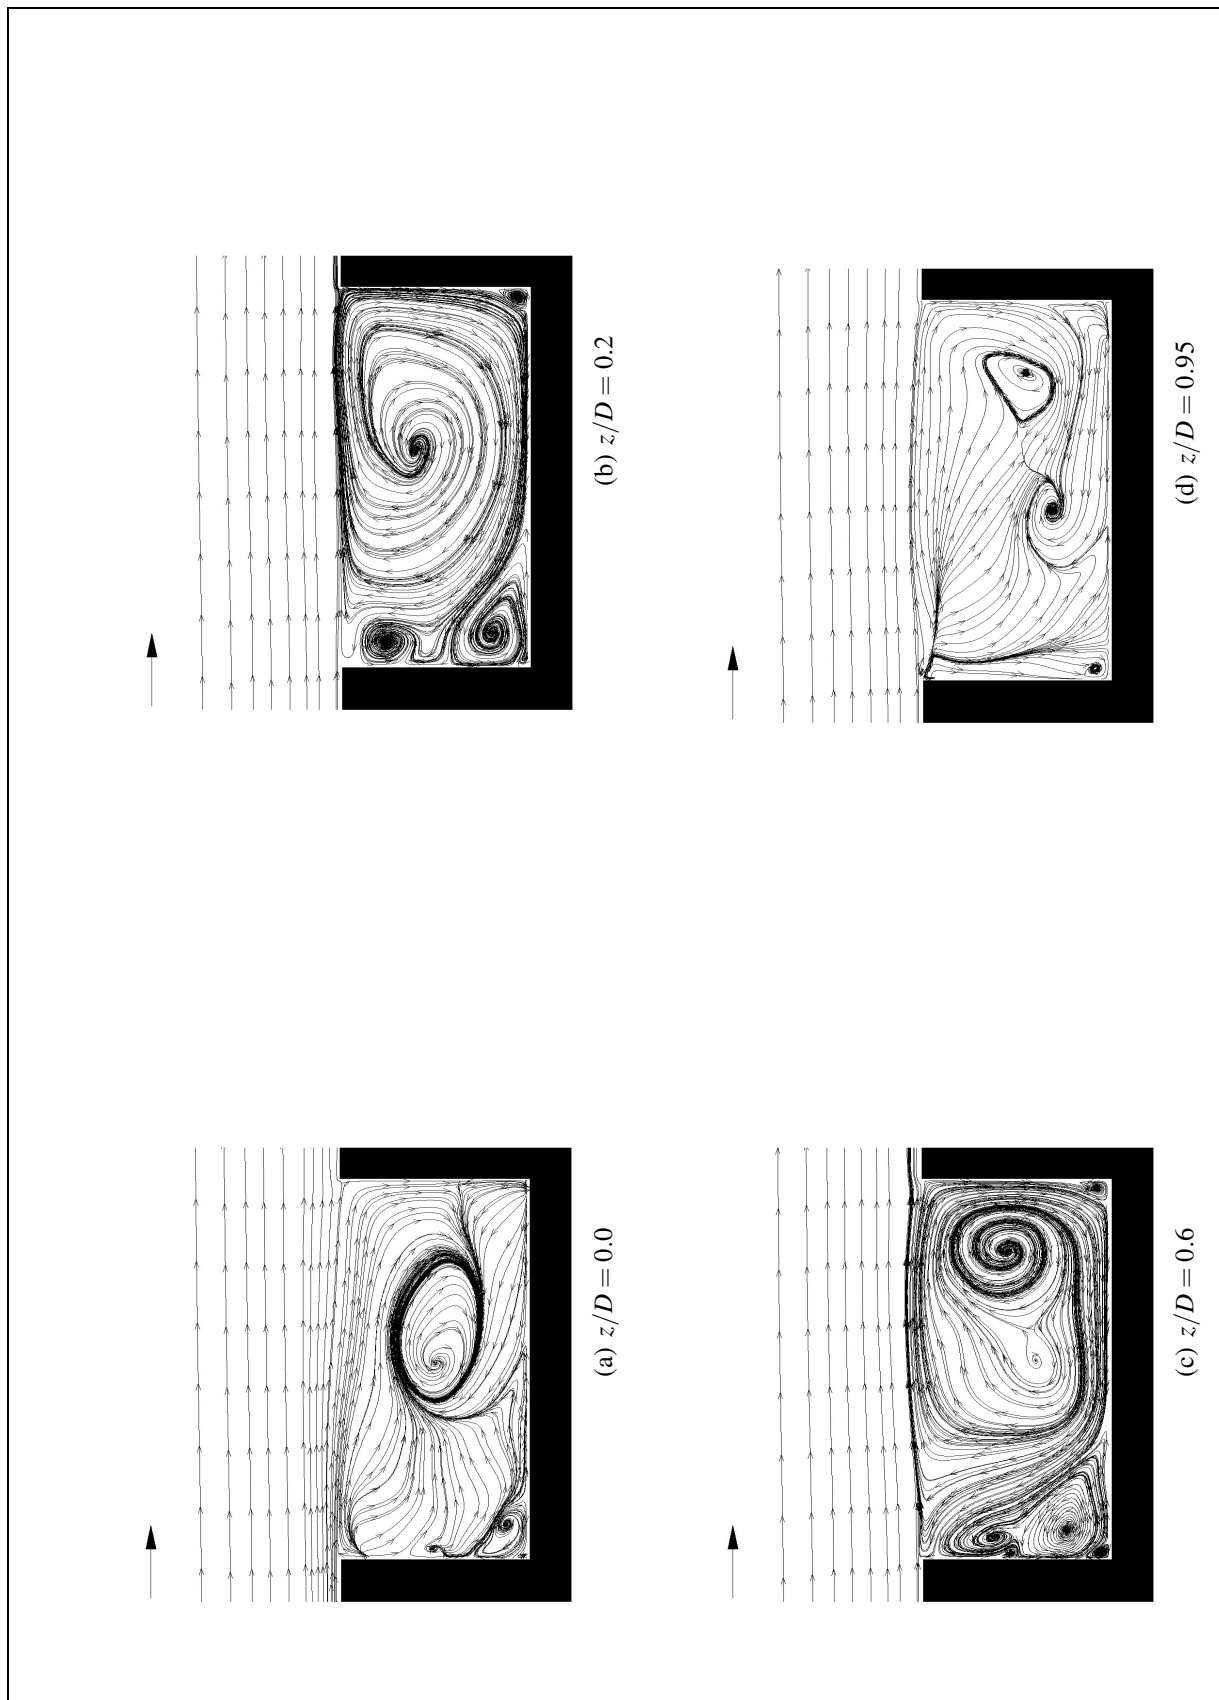 (a) z/D = 0.0
(b) z/D = 0.2
(c) z/D = 0.6
(d) z/D = 0.95